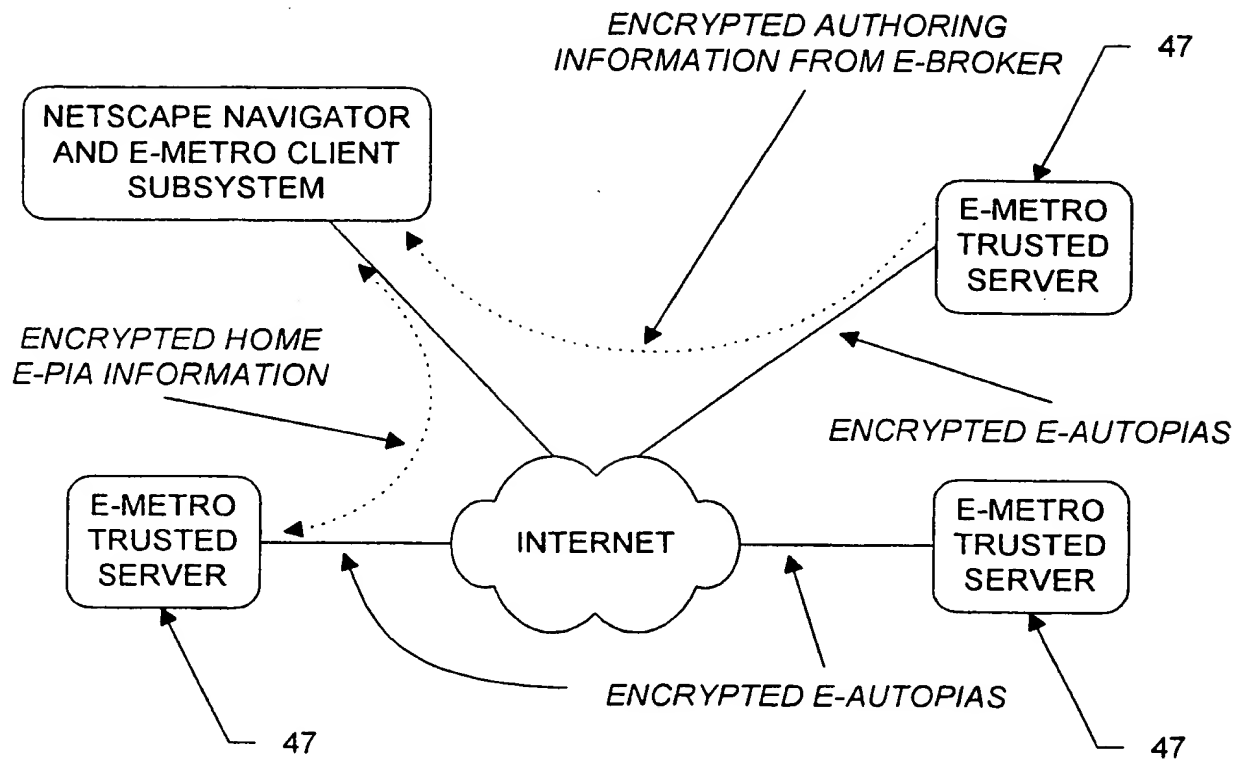 ENCRYPTED AUTHORING
INFORMATION FROM E-BROKER
47
NETSCAPE NAVIGATOR
AND E-METRO CLIENT
SUBSYSTEM
E-METRO
TRUSTED
SERVER
ENCRYPTED HOME
E-PIA INFORMATION
ENCRYPTED E-AUTOPIAS
E-METRO
TRUSTED
SERVER
INTERNET
E-METRO
TRUSTED
SERVER
ENCRYPTED E-AUTOPIAS
47
47